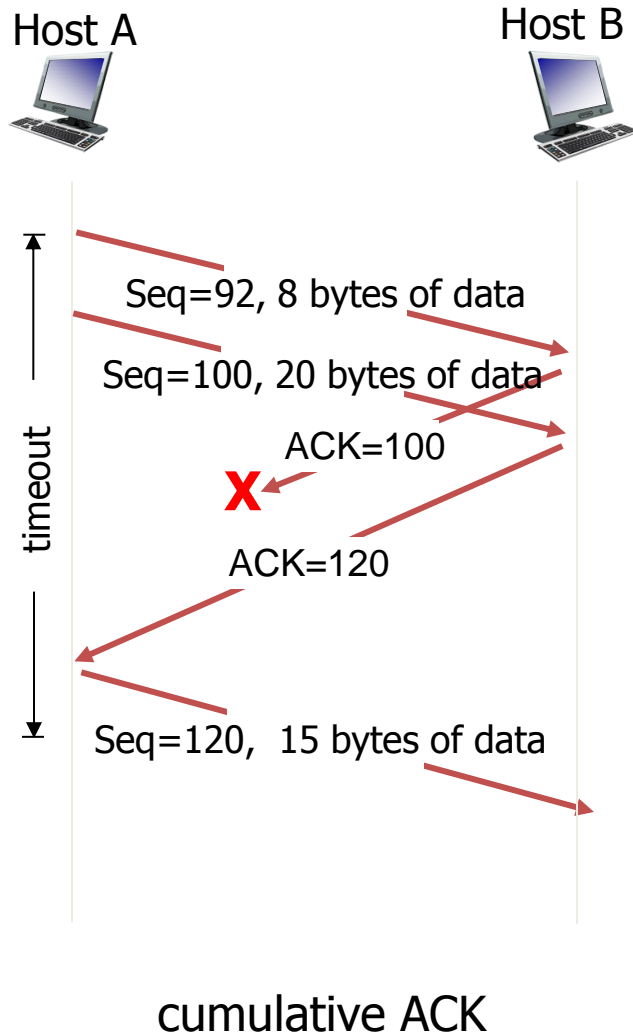 Host A
Host B
Seq=92, 8 bytes of data
Seq=100, 20 bytes of data
ACK=100
X
timeout
ACK=120
Seq=120, 15 bytes of data
cumulative ACK